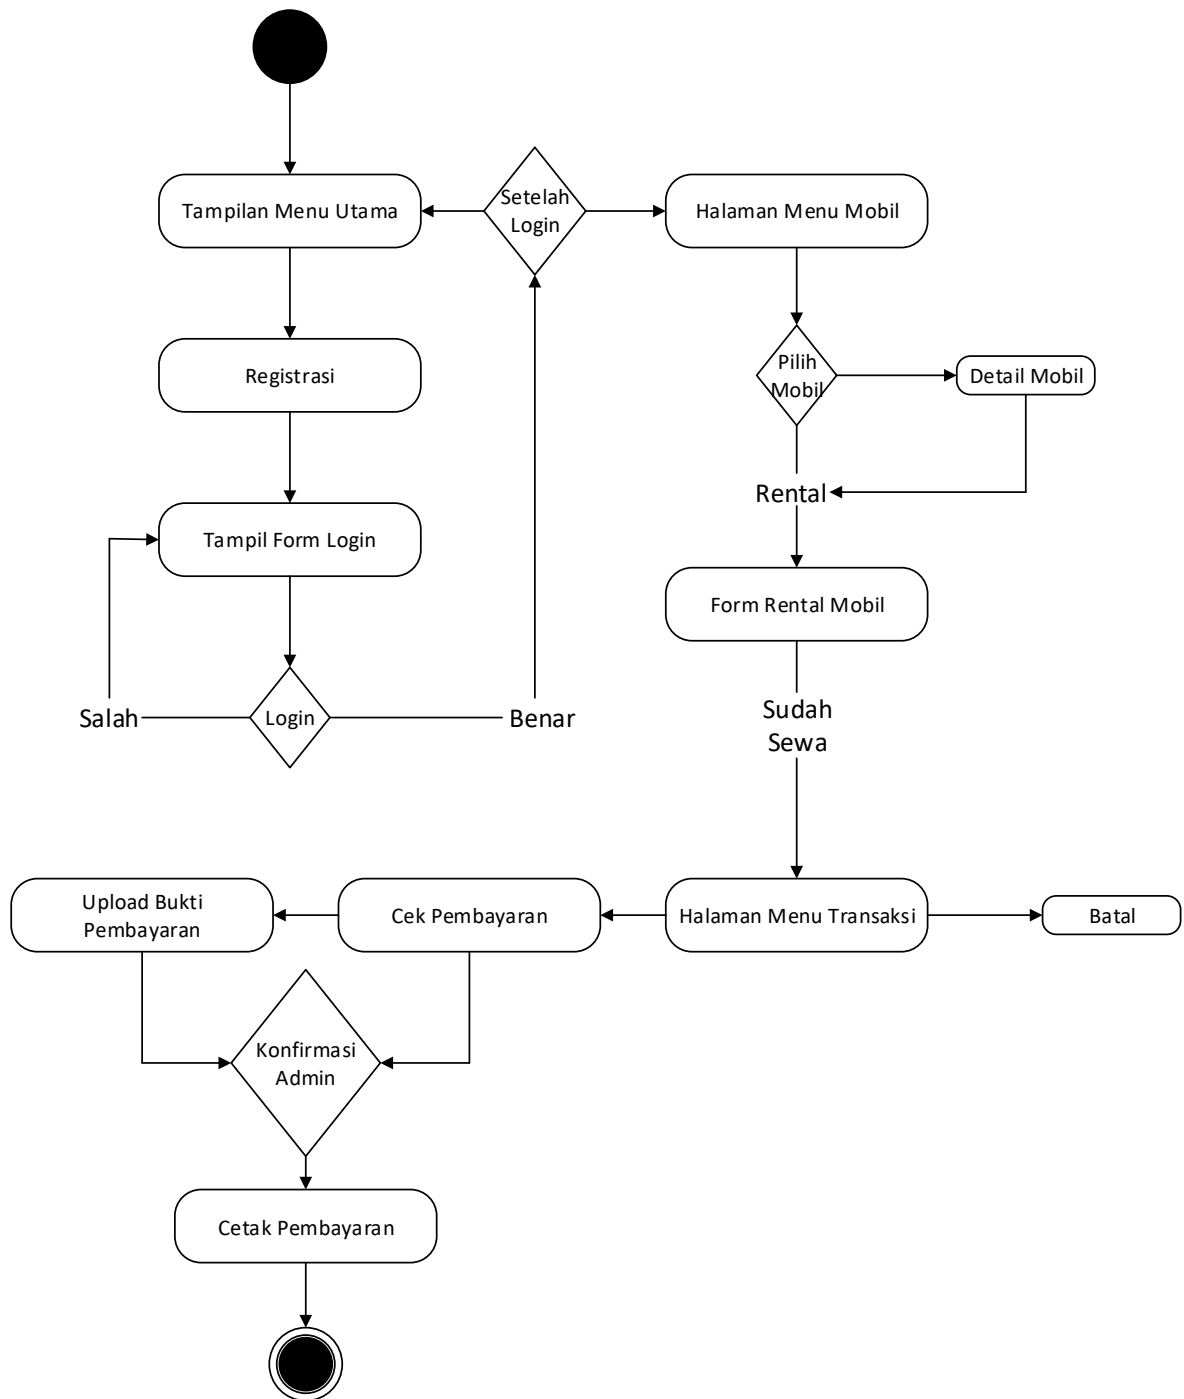 Tampilan Menu Utama
Setelah
Login
Halaman Menu Mobil
Registrasi
Pilih
Mobil
Detail Mobil
Rental
Tampil Form Login
Form Rental Mobil
Salah
Login
Benar
Sudah
Sewa
Upload Bukti
Pembayaran
Cek Pembayaran
Halaman Menu Transaksi
Batal
Konfirmasi
Admin
Cetak Pembayaran